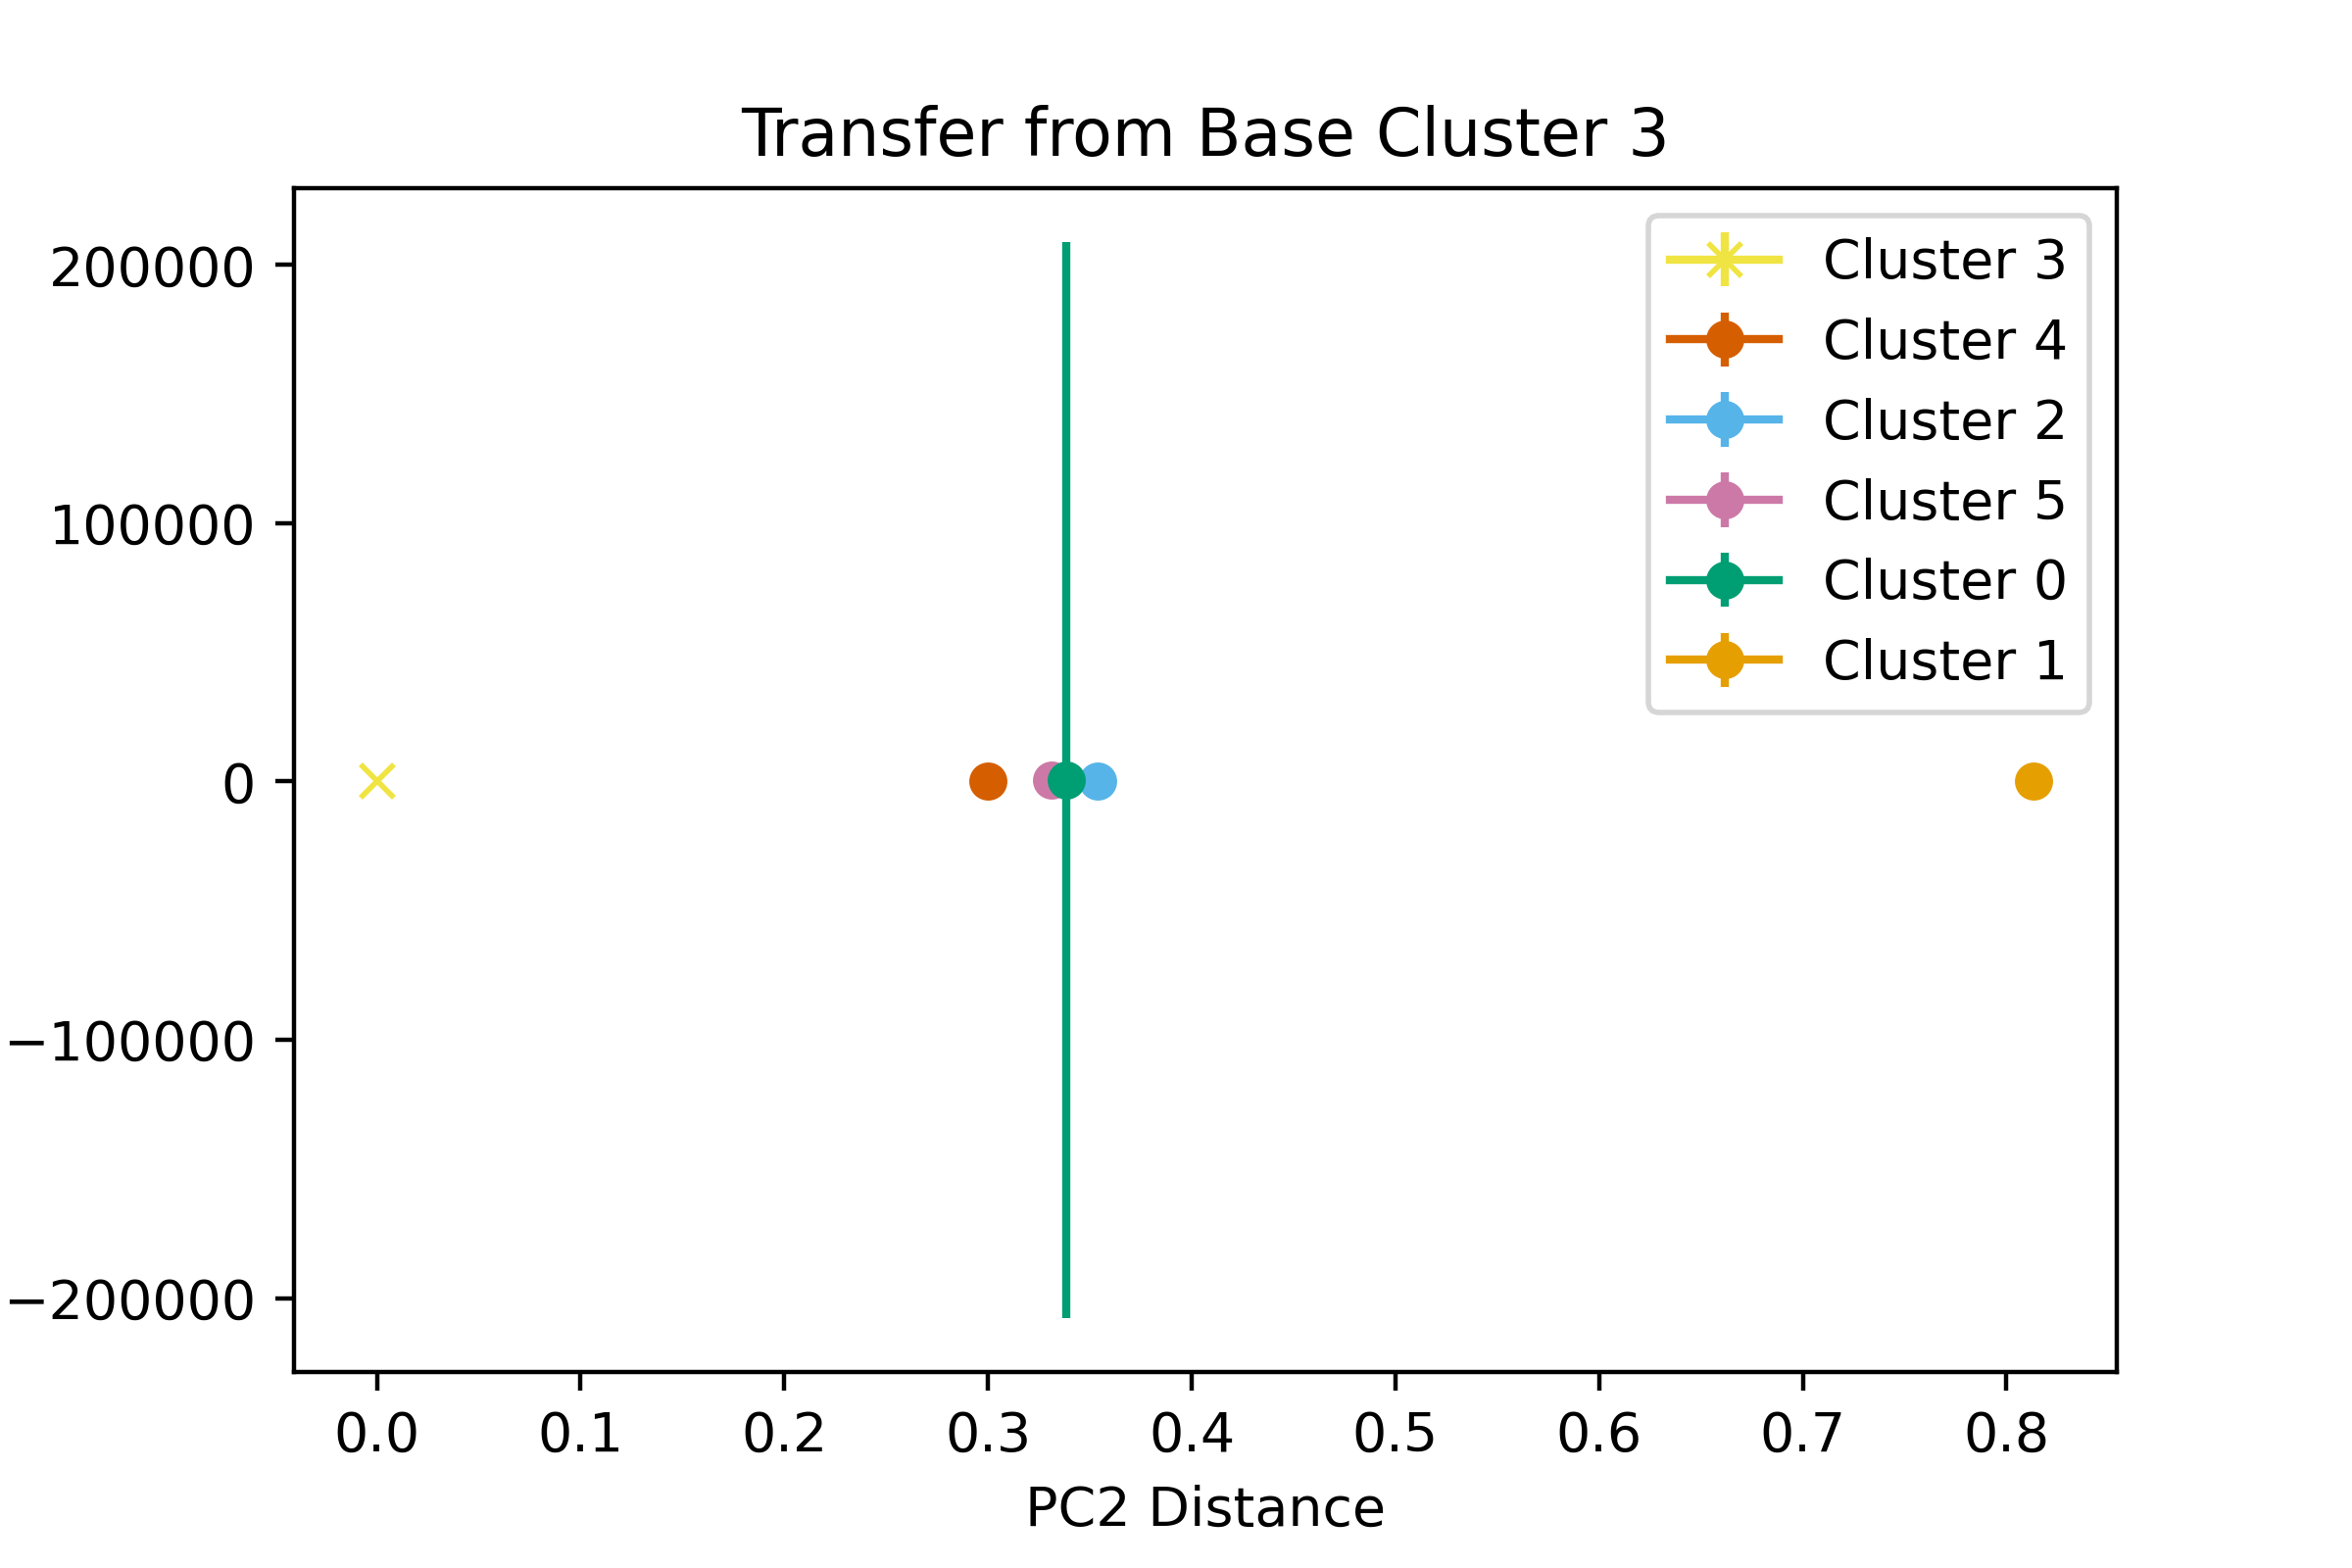 Transfer from Base Cluster 3
200000
100000
0
−100000
−200000
Cluster 3
Cluster 4
Cluster 2
Cluster 5
Cluster 0
Cluster 1
0.0 0.1 0.2 0.3 0.4 0.5 0.6 0.7 0.8
PC2 Distance